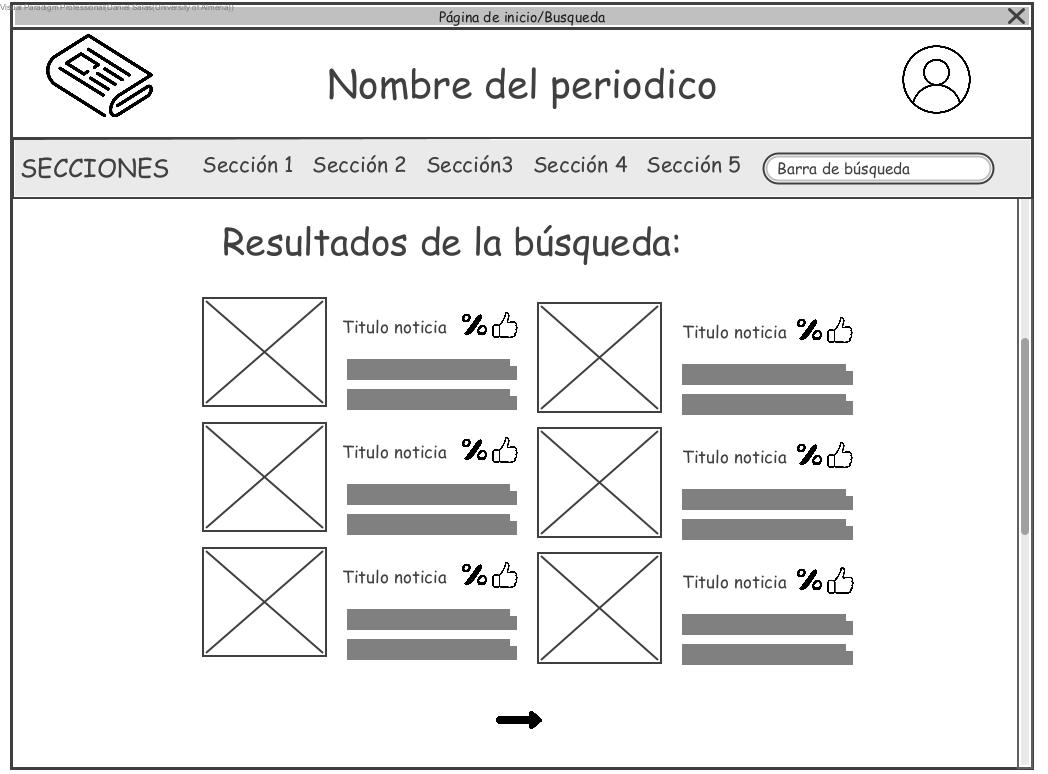 Visual Paradigm Professional(Daniel Salas(University of Almeria))
Página de inicio/Busqueda
Nombre del periodico
SECCIONES Sección 1 Sección 2 Sección3 Sección 4 Sección 5 Barra de búsqueda
Resultados de la búsqueda:
Titulo noticia % Titulo noticia %
Titulo noticia % Titulo noticia %
Titulo noticia % Titulo noticia %